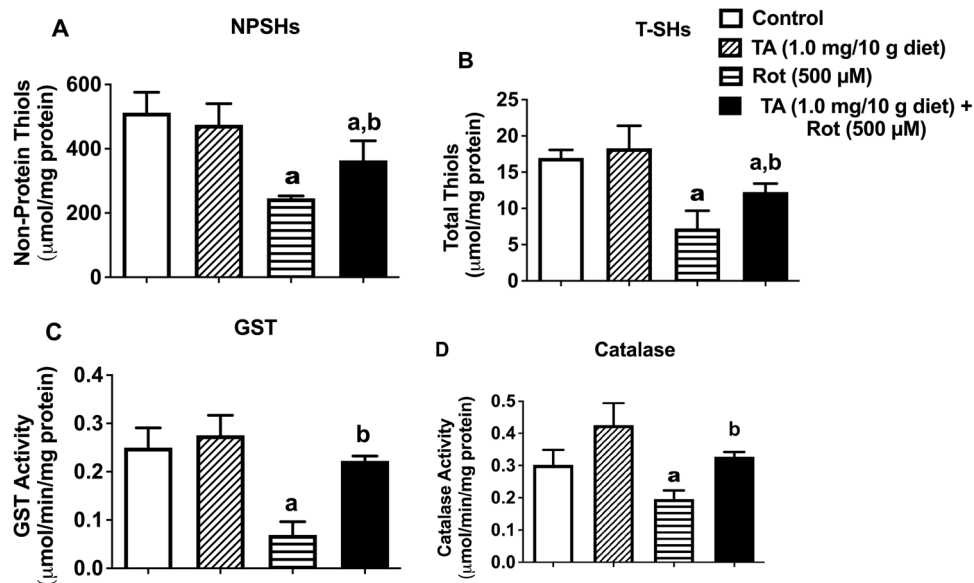 A
NPSHs
Non-Protein Thiols
(μmol/mg protein)
600
400
200
0
a
a,b
B
T-SHs
Total Thiols
(μmol/mg protein)
25
20
15
10
5
0
a
a,b
Control
TA (1.0 mg/10 g diet)
Rot (500 μM)
TA (1.0 mg/10 g diet) +
Rot (500 μM)
C
GST
GST Activity
(μmol/min/mg protein)
0.4
0.3
0.2
0.1
0.0
a
b
D
Catalase
Catalase Activity
(μmol/min/mg protein)
0.5
0.4
0.3
0.2
0.1
0.0
a
b